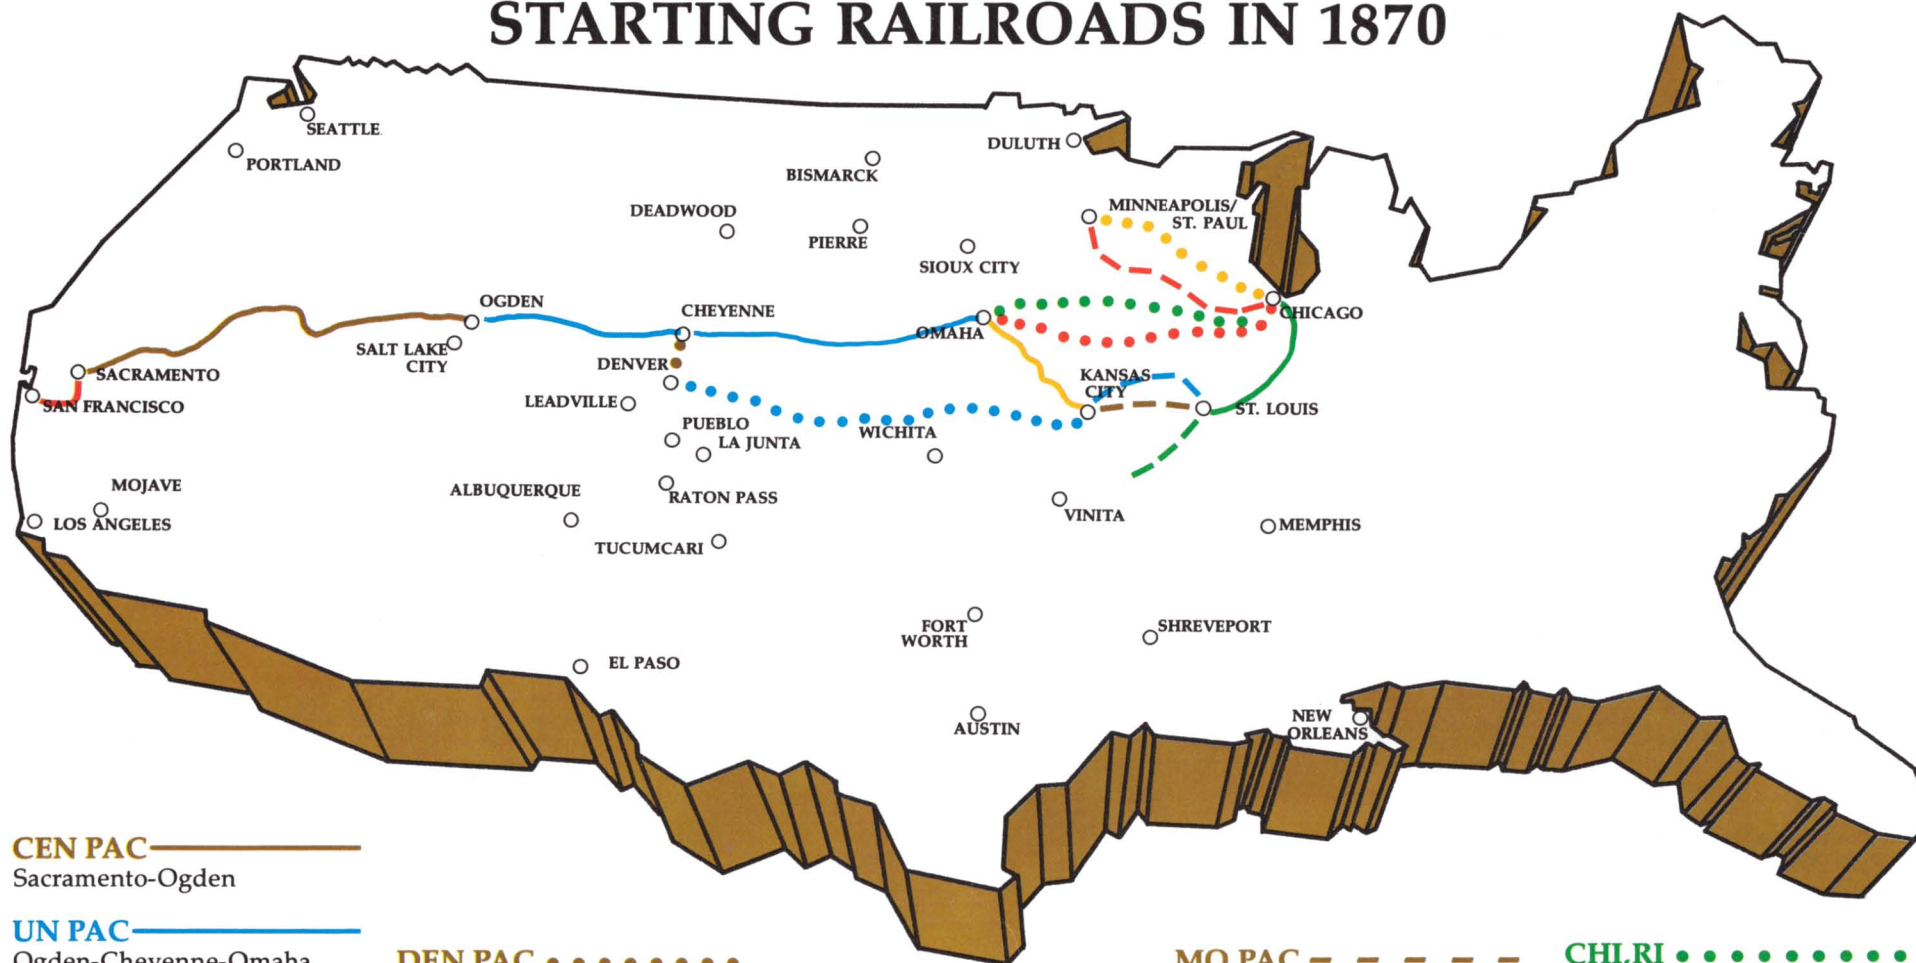 STARTING RAILROADS IN 1870
SEATTLE
PORTLAND
DULUTH
BISMARCK
DEADWOOD
PIERRE
MINNEAPOLIS/
ST. PAUL
SIOUX CITY
OGDEN
CHEYENNE
CHICAGO
OMAHA
SALT LAKE
CITY
DENVER
SACRAMENTO
KANSAS
CITY
SAN FRANCISCO
LEADVILLE
ST. LOUIS
PUEBLO
LA JUNTA
WICHITA
MOJAVE
ALBUQUERQUE
RATON PASS
LOS ANGELES
VINITA
MEMPHIS
TUCUMCARI
FORT
WORTH
SHREVEPORT
EL PASO
AUSTIN
NEW
ORLEANS
CEN PAC
Sacramento-Ogden
UN PAC
Ogden-Cheyenne-Omaha
DEN PAC
MO PAC
CHI,RI